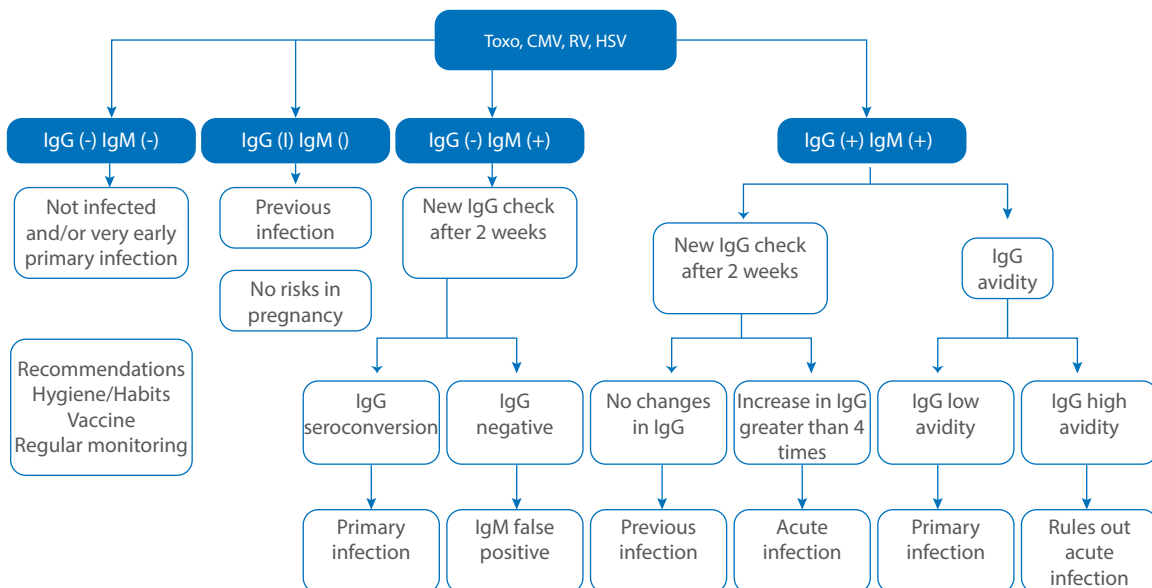 Toxo, CMV, RV, HSV
IgG (-) IgM (-)
IgG (I) IgM ()
IgG (-) IgM (+)
IgG (+) IgM (+)
Not infected
and/or very early
primary infection
Previous
infection
New IgG check
after 2 weeks
New IgG check
after 2 weeks
IgG
avidity
No risks in
pregnancy
Recommendations
Hygiene/Habits
Vaccine
Regular monitoring
IgG
seroconversion
IgG
negative
No changes
in IgG
Increase in IgG
greater than 4
times
IgG low
avidity
IgG high
avidity
Primary
infection
IgM false
positive
Previous
infection
Acute
infection
Primary
infection
Rules out
acute
infection